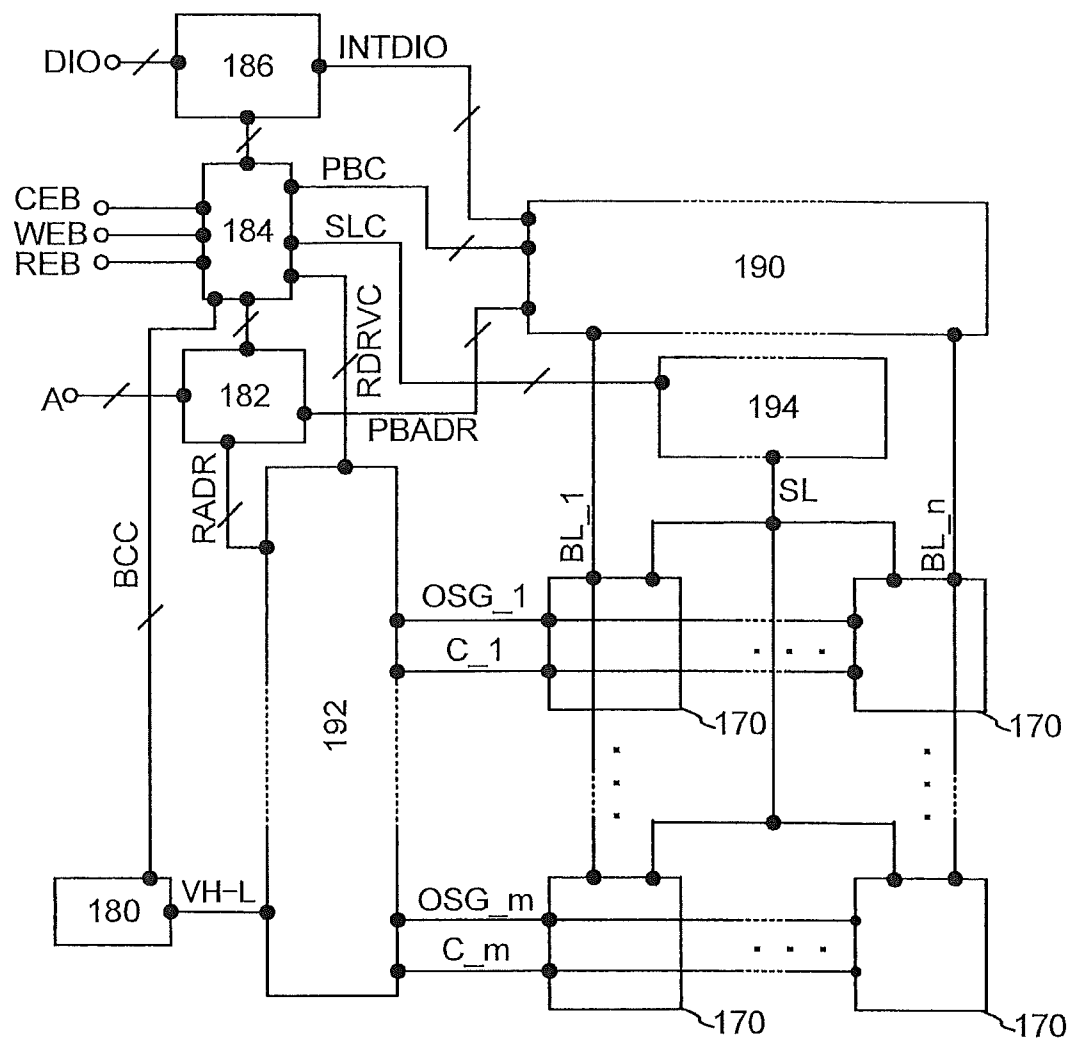 DIO
186
INTDIO
CEB
WEB
REB
184
PBC
SLC
190
RDRVC
A
182
PBADR
194
RADR
BCC
SL
BL_1
BL_n
OSG_1
C_1
. . .
192
170
170
180
VH-L
OSG_m
C_m
. . .
170
170